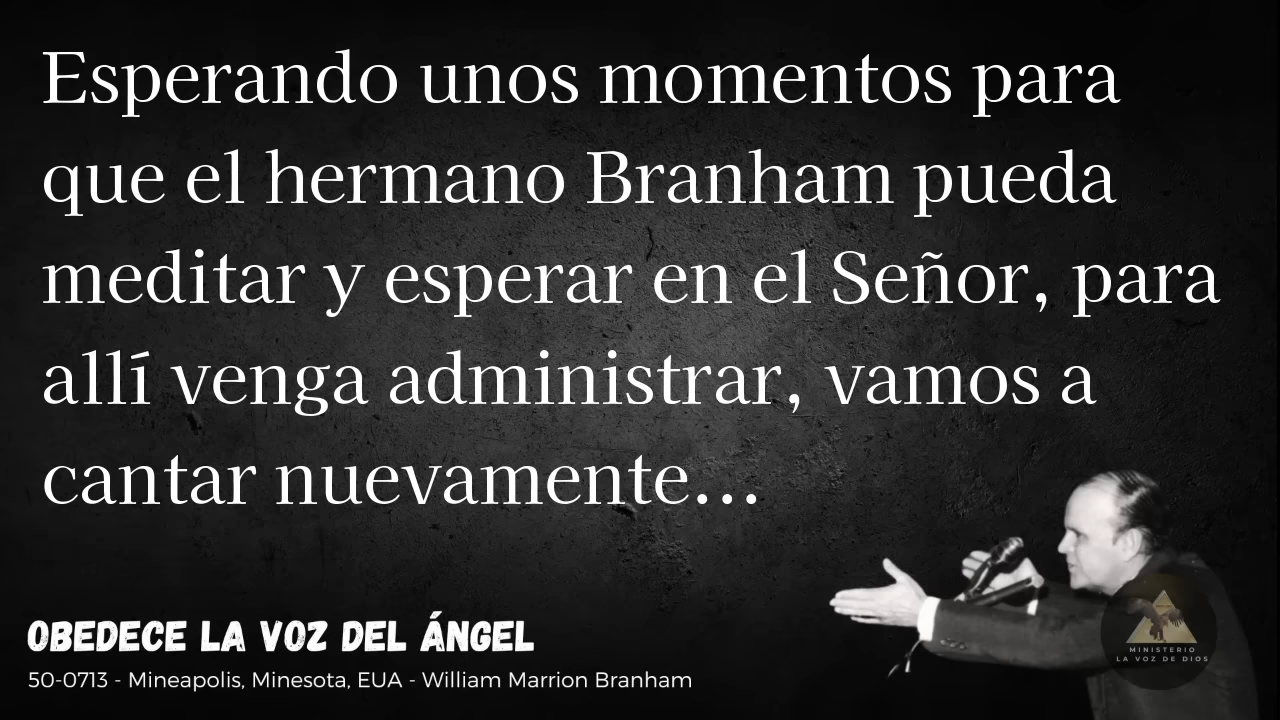 Esperando unos momentos para
que el hermano Branham pueda
meditar y esperar en el Señor, para
allí venga administrar, vamos a
cantar nuevamente...
OBEDECE LA VOZ DEL ÁNGEL
50-0713 - Mineapolis, Minesota, EUA - William Marrion Branham
MINISTERIO
LA VOZ DE DIOS